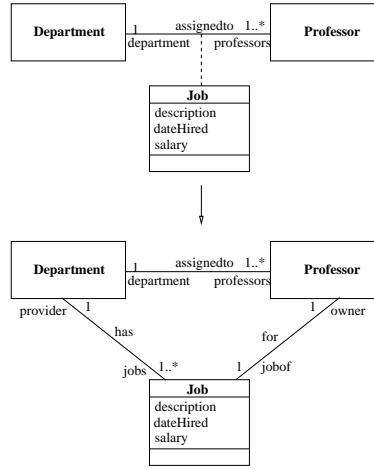 assignedto 1..*
Department 1 Professor
department professors
Job
description
dateHired
salary
assignedto 1..*
Department 1 Professor
department professors
provider 1 1 owner
has for
jobs 1..* 1 jobof
Job
description
dateHired
salary